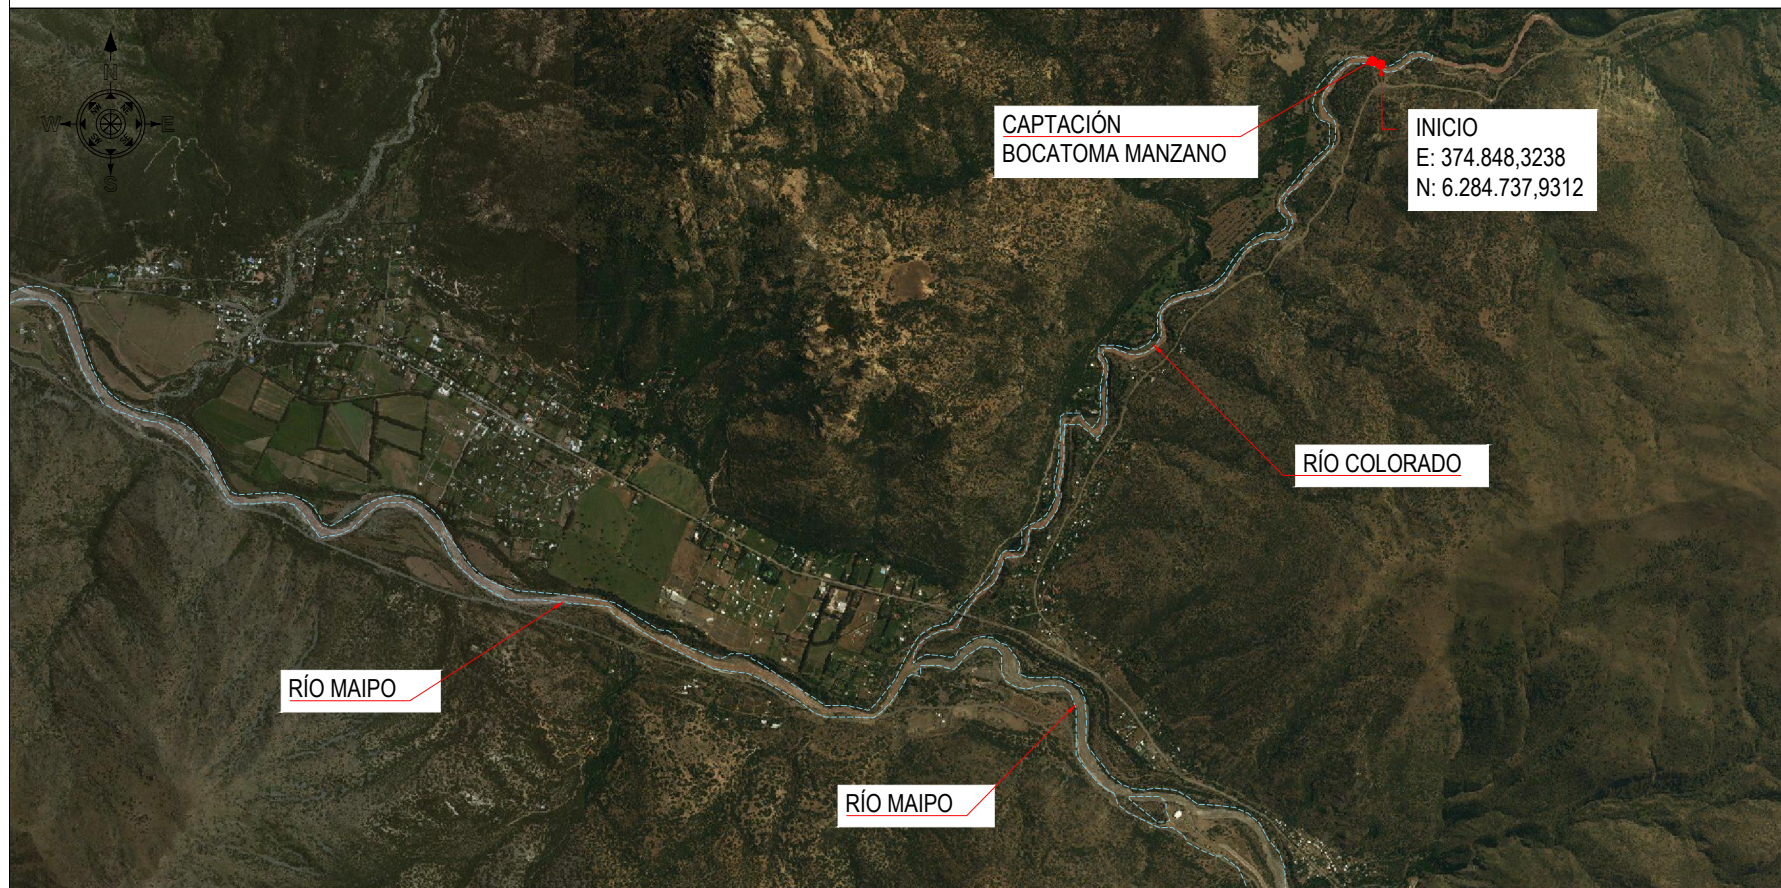 N
W
E
S
CAPTACIÓN
BOCATOMA MANZANO
INICIO
E: 374.848,3238
N: 6.284.737,9312
RÍO COLORADO
RÍO MAIPO
RÍO MAIPO